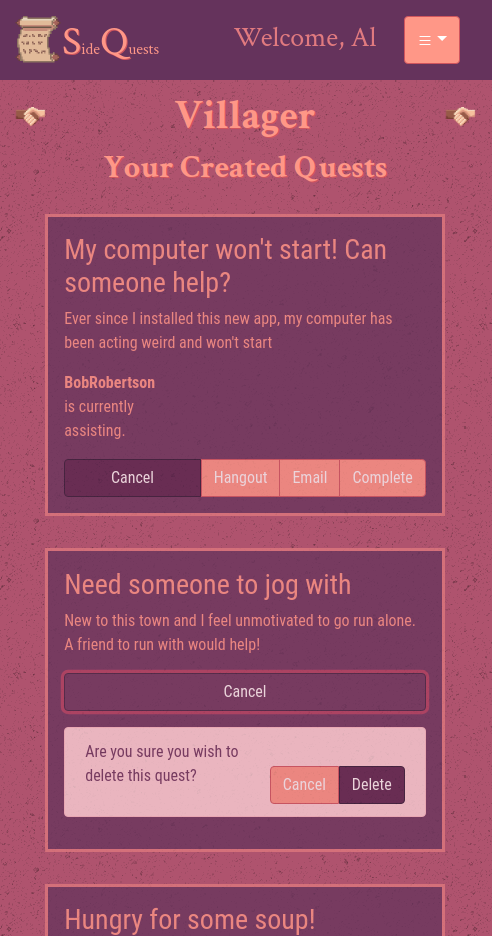 SideQuests
Welcome, Al
Villager
Your Created Quests
My computer won't start! Can
someone help?
Ever since I installed this new app, my computer has
been acting weird and won't start
BobRobertson
is currently
assisting.
Cancel Hangout Email Complete
Need someone to jog with
New to this town and I feel unmotivated to go run alone.
A friend to run with would help!
Cancel
Are you sure you wish to
delete this quest?
Cancel Delete
Hungry for some soup!